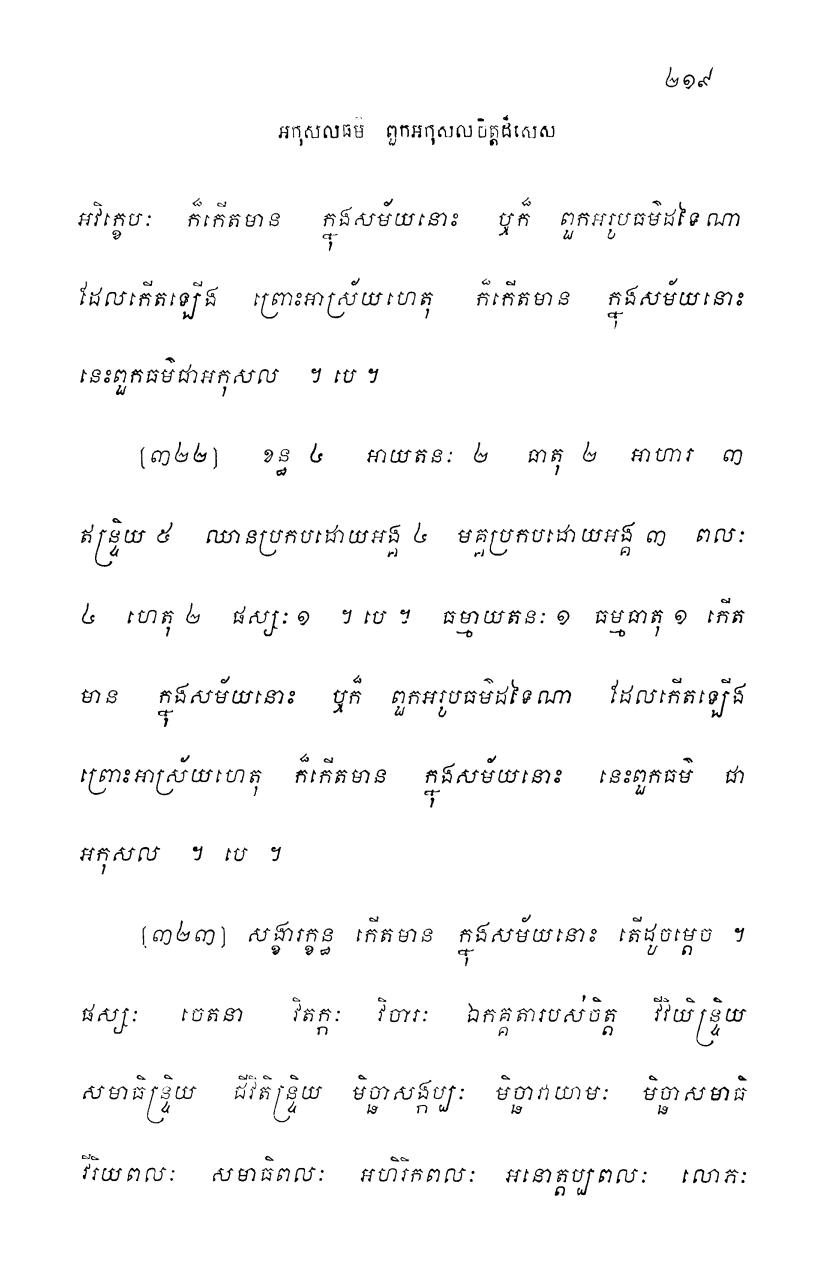 ២១៩
អកុសលធម៌ ពួកអកុសលចិត្តដ៏សេស
អវិក្ខេបៈ ក៏កើតមាន ក្នុងសម័យនោះ ឬក៏ ពួកអរូបធម៌ដទៃណា
ដែលកើតឡើង ព្រោះអាស្រ័យហេតុ ក៏កើតមាន ក្នុងសម័យនោះ
នេះពួកធម៌ជាអកុសល ។ បេ ។
(៣២២) ខន្ធ ៤ អាយតនៈ ២ ធាតុ ២ អាហារ ៣
ឥន្ទ្រិយ ៥ ឈានប្រកបដោយអង្គ ៤ មគ្គប្រកបដោយអង្គ ៣ ពលៈ
៤ ហេតុ ២ ផស្សៈ ១ ។ បេ ។ ធម្មាយតនៈ ១ ធម្មធាតុ ១ កើត
មាន ក្នុងសម័យនោះ ឬក៏ ពួកអរូបធម៌ដទៃណា ដែលកើតឡើង
ព្រោះអាស្រ័យហេតុ ក៏កើតមាន ក្នុងសម័យនោះ នេះពួកធម៌ ជា
អកុសល ។ បេ ។
(៣២៣) សង្ខារក្ខន្ធ កើតមាន ក្នុងសម័យនោះ តើដូចម្តេច ។
ផស្សៈ ចេតនា វិតក្កៈ វិចារៈ ឯកគ្គតារបស់ចិត្ត វីរិយិន្ទ្រិយ
សមាធិន្ទ្រិយ ជីវិតិន្ទ្រិយ មិច្ឆាសង្កប្បៈ មិច្ឆាវាយាមៈ មិច្ឆាសមាធិ
វីរិយពលៈ សមាធិពលៈ អហិរិកពលៈ អនោត្តប្បពលៈ លោភៈ